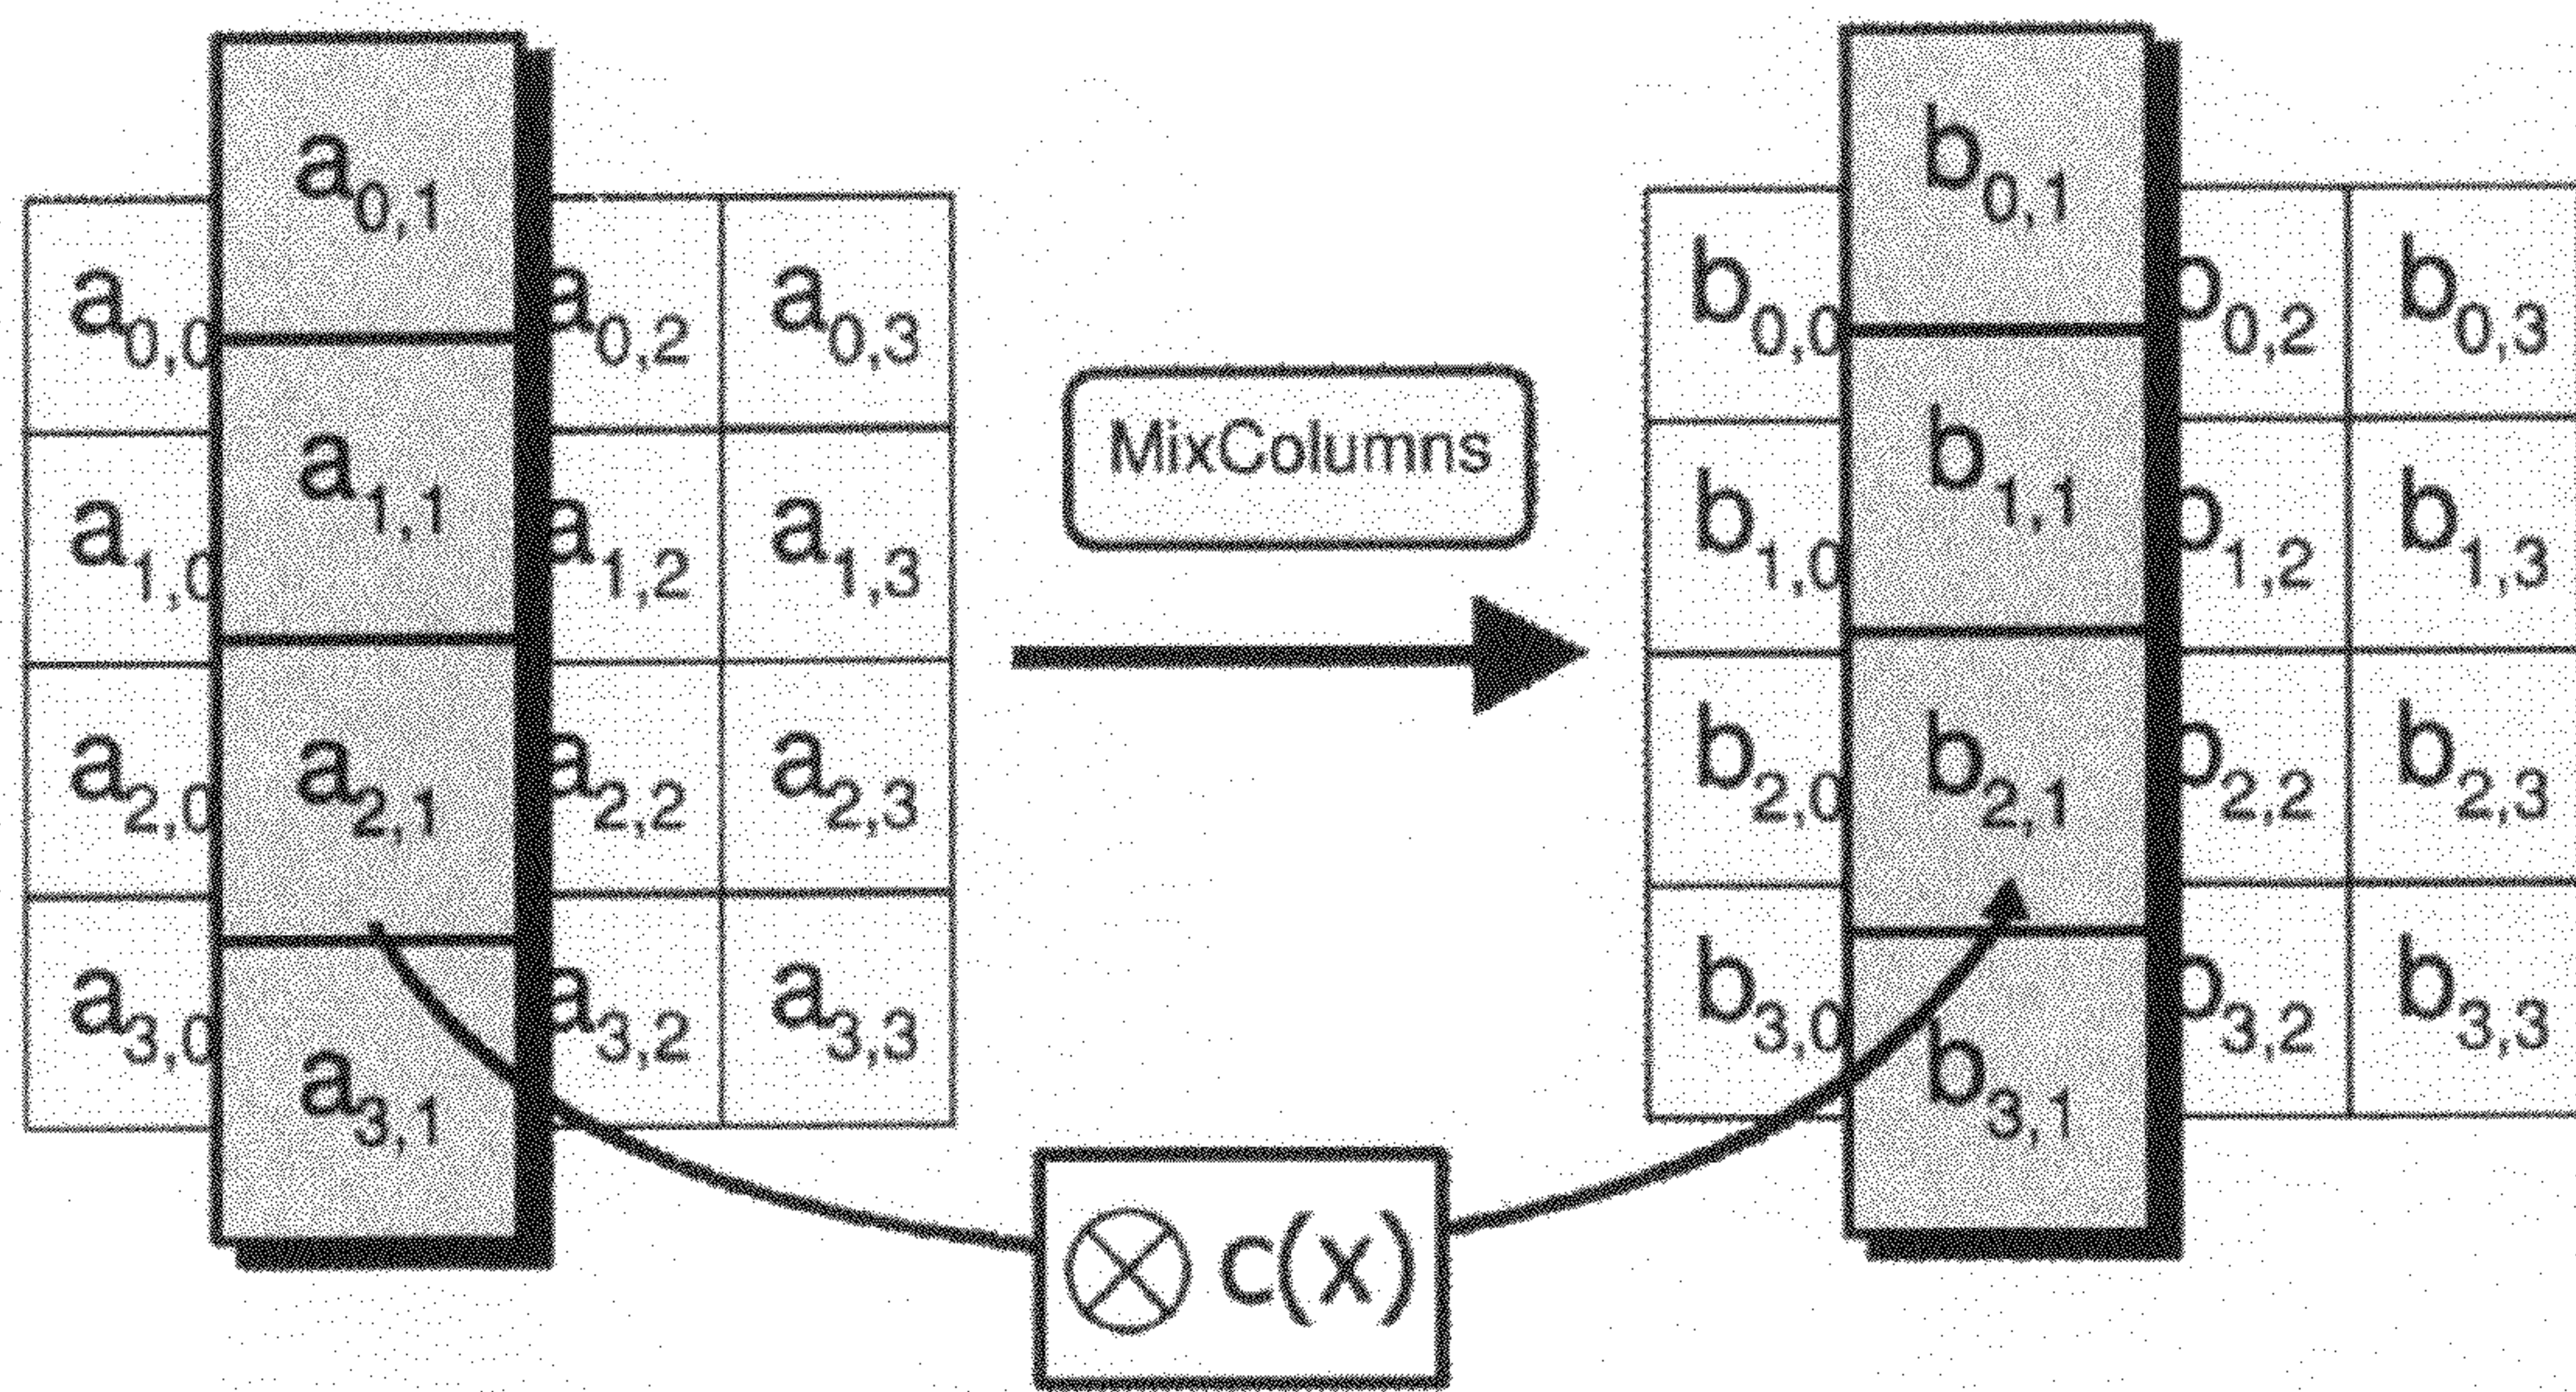 a0,1
a0,0 a0,2 a0,3
a1,1
a1,0 a1,2 a1,3
a2,1
a2,0 a2,2 a2,3
a3,1
a3,0 a3,2 a3,3
MixColumns
b0,1
b0,0 b0,2 b0,3
b1,1
b1,0 b1,2 b1,3
b2,1
b2,0 b2,2 b2,3
b3,1
b3,0 b3,2 b3,3
⊗ c(x)